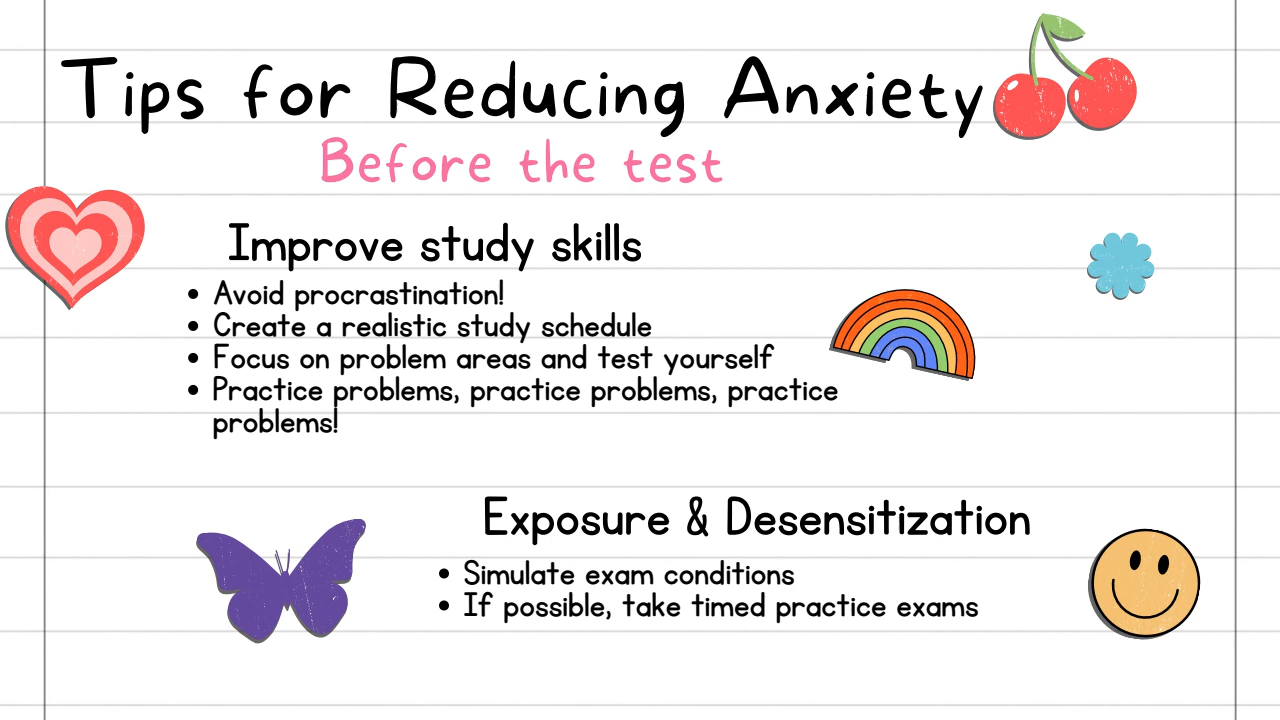 Tips for Reducing Anxiety
Before the test
Improve study skills
• Avoid procrastination!
• Create a realistic study schedule
• Focus on problem areas and test yourself
• Practice problems, practice problems, practice
problems!
Exposure & Desensitization
• Simulate exam conditions
• If possible, take timed practice exams